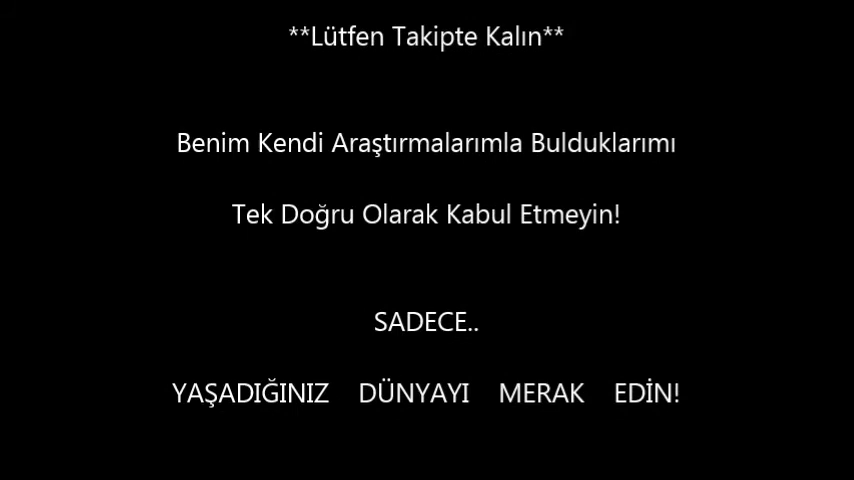 **Lütfen Takipte Kalın**
Benim Kendi Araştırmalarımla Bulduklarımı
Tek Doğru Olarak Kabul Etmeyin!
SADECE..
YAŞADIĞINIZ DÜNYAYI MERAK EDİN!